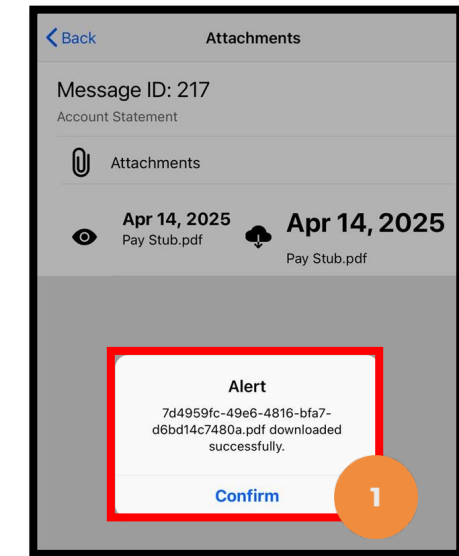 Back
Attachments
Message ID: 217
Account Statement
Attachments
Apr 14, 2025
Pay Stub.pdf
Apr 14, 2025
Pay Stub.pdf
Alert
7d4959fc-49e6-4816-bfa7-
d6bd14c7480a.pdf downloaded
successfully.
Confirm
1